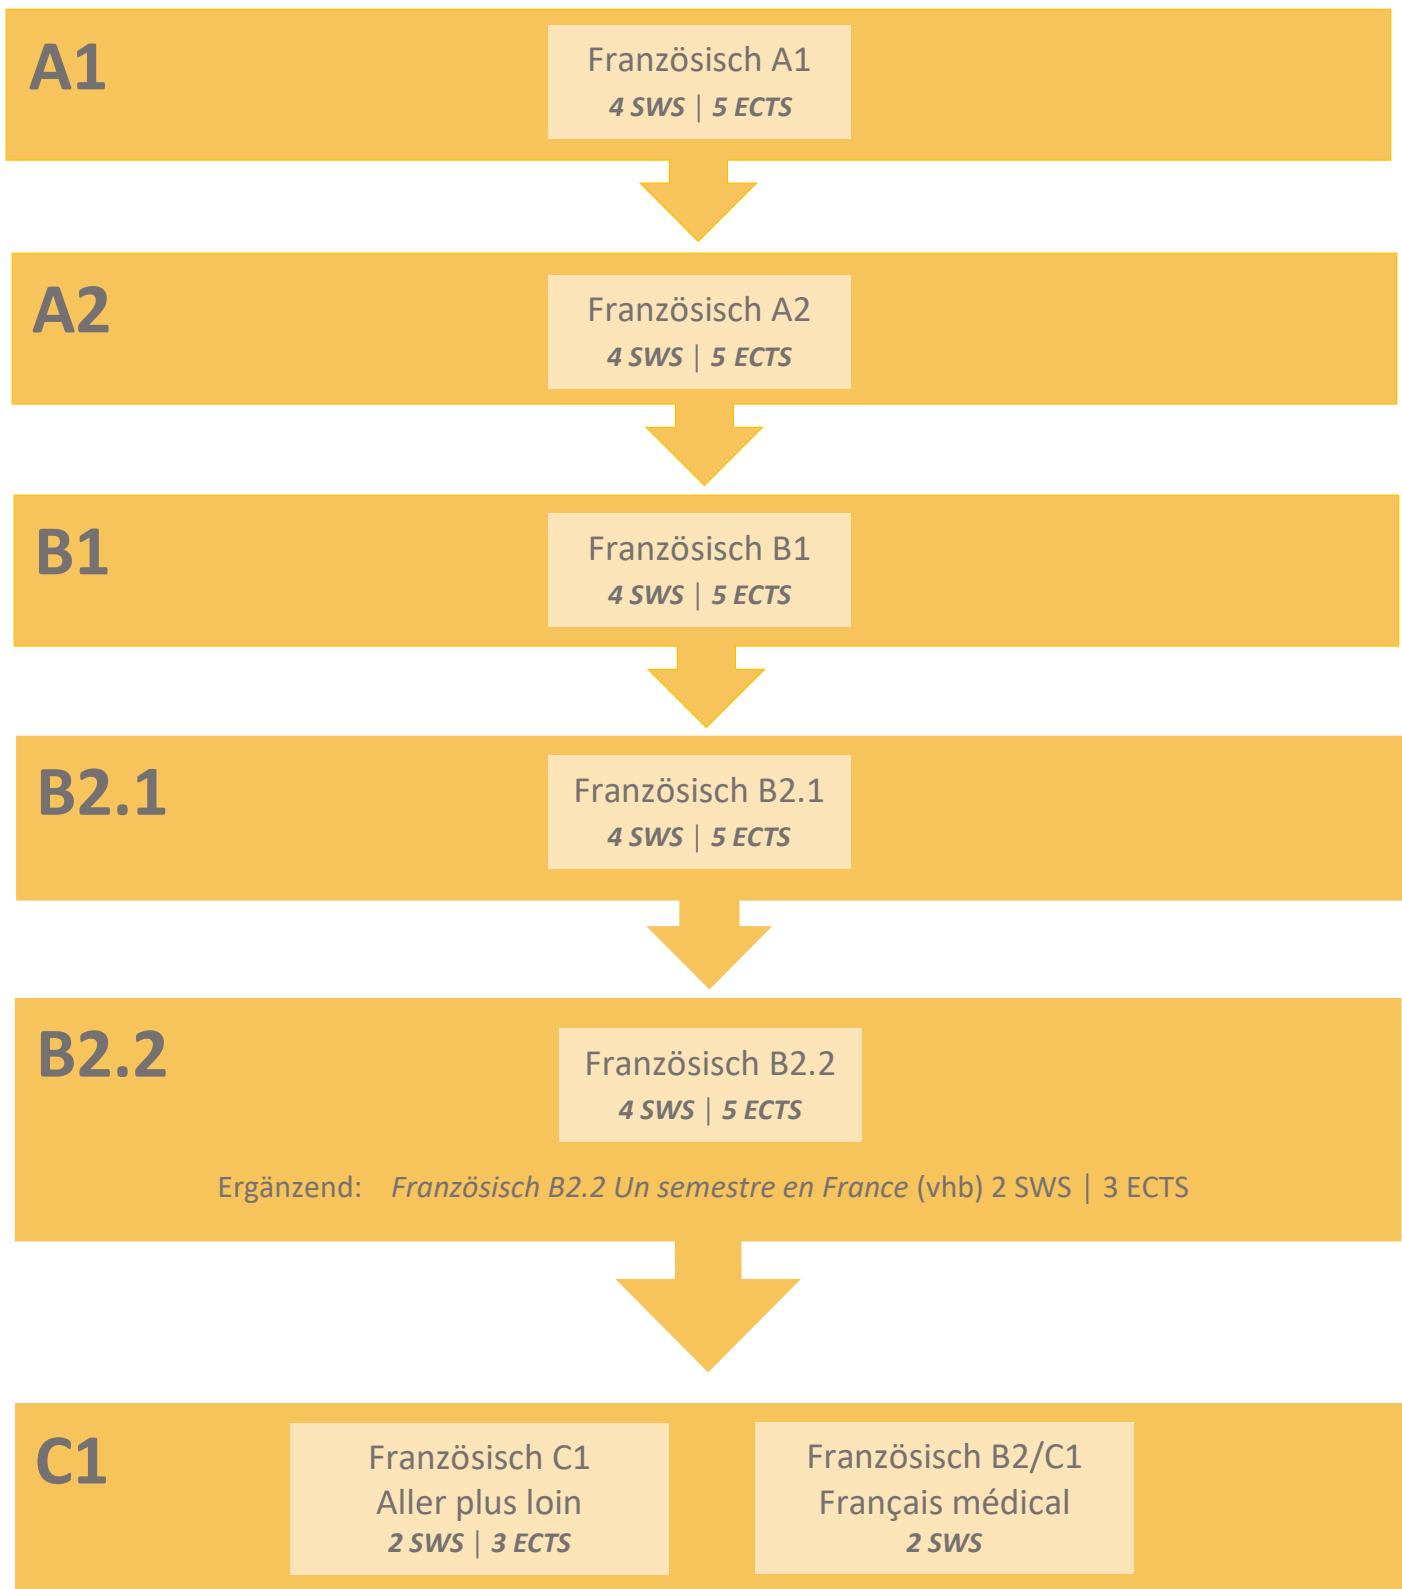 A1
Französisch A1
4 SWS | 5 ECTS
A2
Französisch A2
4 SWS | 5 ECTS
B1
Französisch B1
4 SWS | 5 ECTS
B2.1
Französisch B2.1
4 SWS | 5 ECTS
B2.2
Französisch B2.2
4 SWS | 5 ECTS
Ergänzend: Französisch B2.2 Un semestre en France (vhb) 2 SWS | 3 ECTS
C1
Französisch C1
Aller plus loin
2 SWS | 3 ECTS
Französisch B2/C1
Français médical
2 SWS